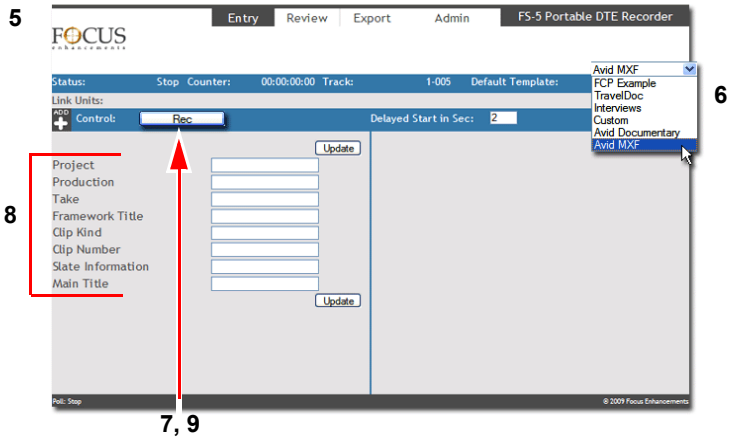 5
Entry Review Export Admin FS-5 Portable DTE Recorder
FOCUS
enhancements
Avid MXF
Status: Stop Counter: 00:00:00:00 Track: 1-005 Default Template:
FCP Example
TravelDoc
Interviews
Custom
Avid Documentary
Avid MXF
6
Link Units:
ADD
Control: Rec Delayed Start in Sec: 2
Update
8
Project
Production
Take
Framework Title
Clip Kind
Clip Number
Slate Information
Main Title
Update
Poll: Stop © 2009 Focus Enhancements
7, 9